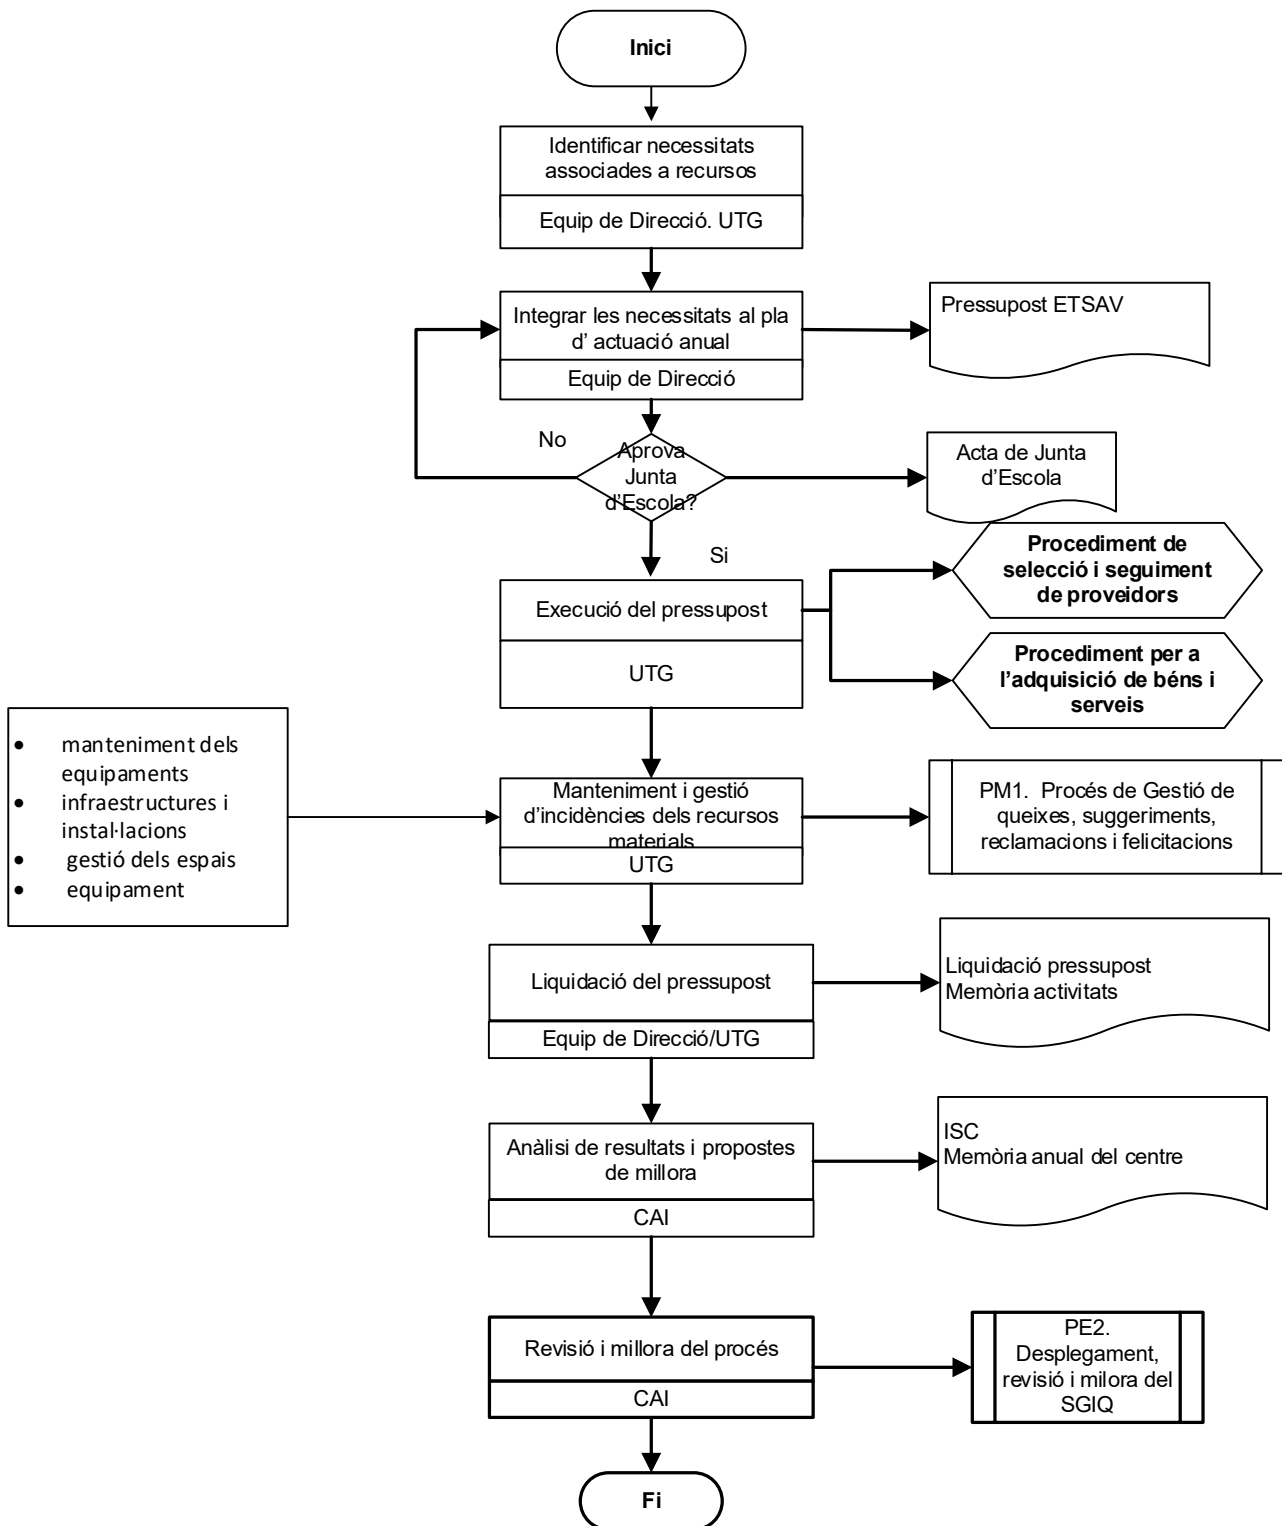 Inici
Identificar necessitats
associades a recursos
Equip de Direcció. UTG
Integrar les necessitats al pla
d' actuació anual
Equip de Direcció
Pressupost ETSAV
No
Aprova
Junta
d'Escola?
Acta de Junta
d'Escola
Si
Procediment de
selecció i seguiment
de proveidors
Execució del pressupost
UTG
Procediment per a
l'adquisició de béns i
serveis
• manteniment dels
equipaments
• infraestructures i
instal·lacions
• gestió dels espais
• equipament
Manteniment i gestió
d'incidències dels recursos
materials
UTG
PM1. Procés de Gestió de
queixes, suggeriments,
reclamacions i felicitacions
Liquidació del pressupost
Equip de Direcció/UTG
Liquidació pressupost
Memòria activitats
Anàlisi de resultats i propostes
de millora
CAI
ISC
Memòria anual del centre
Revisió i millora del procés
CAI
PE2.
Desplegament,
revisió i milora del
SGIQ
Fi